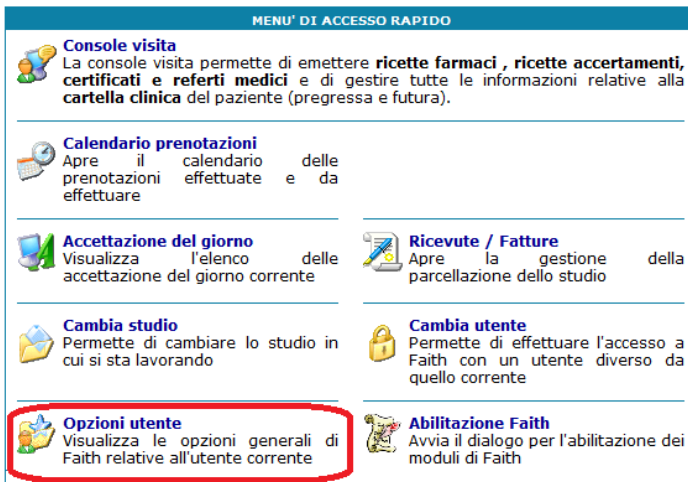 MENU' DI ACCESSO RAPIDO
Console visita
La console visita permette di emettere ricette farmaci , ricette accertamenti,
certificati e referti medici e di gestire tutte le informazioni relative alla
cartella clinica del paziente (pregressa e futura).
Calendario prenotazioni
Apre il calendario delle
prenotazioni effettuate e da
effettuare
Accettazione del giorno
Visualizza l'elenco delle
accettazione del giorno corrente
Ricevute / Fatture
Apre la gestione della
parcellazione dello studio
Cambia studio
Permette di cambiare lo studio in
cui si sta lavorando
Cambia utente
Permette di effettuare l'accesso a
Faith con un utente diverso da
quello corrente
Opzioni utente
Visualizza le opzioni generali di
Faith relative all'utente corrente
Abilitazione Faith
Avvia il dialogo per l'abilitazione dei
moduli di Faith